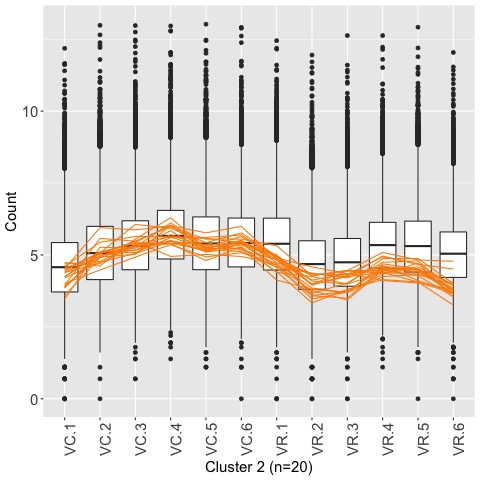 Count
10
5
0
VC.1
VC.2
VC.3
VC.4
VC.5
VC.6
VR.1
VR.2
VR.3
VR.4
VR.5
VR.6
Cluster 2 (n=20)